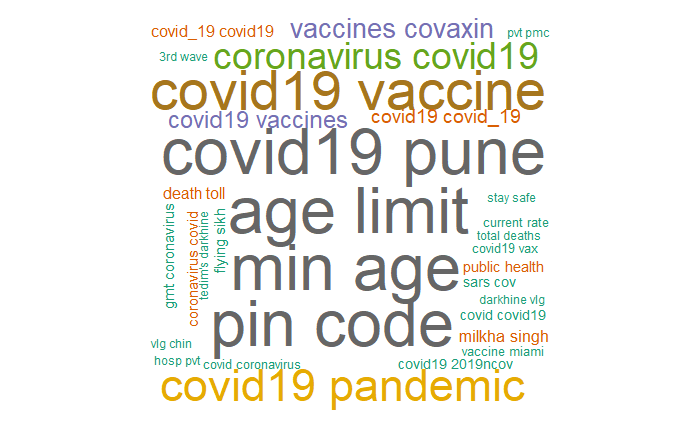 covid_19 covid19
vaccines covaxin
pvt pmc
3rd wave
coronavirus covid19
covid19 vaccine
covid19 vaccines
covid19 covid_19
covid19 pune
death toll
age limit
stay safe
grnt coronavirus
coronavirus covid
tedim's darkhine
flying sikh
current rate
total deaths
covid19 vax
min age
public health
sars cov
darkhine vlg
pin code
covid covid19
milkha singh
vlg chin
vaccine miami
hosp pvt
covid coronavirus
covid19 2019ncov
covid19 pandemic